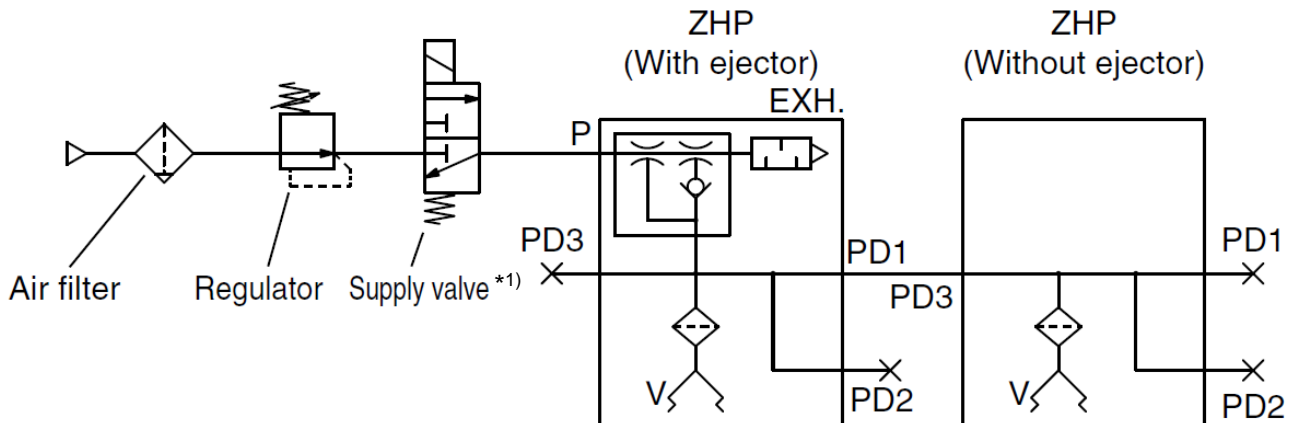 ZHP
(With ejector)
ZHP
(Without ejector)
EXH.
P
PD3
PD1
PD1
Air filter
Regulator
Supply valve *1)
PD3
V
PD2
V
PD2